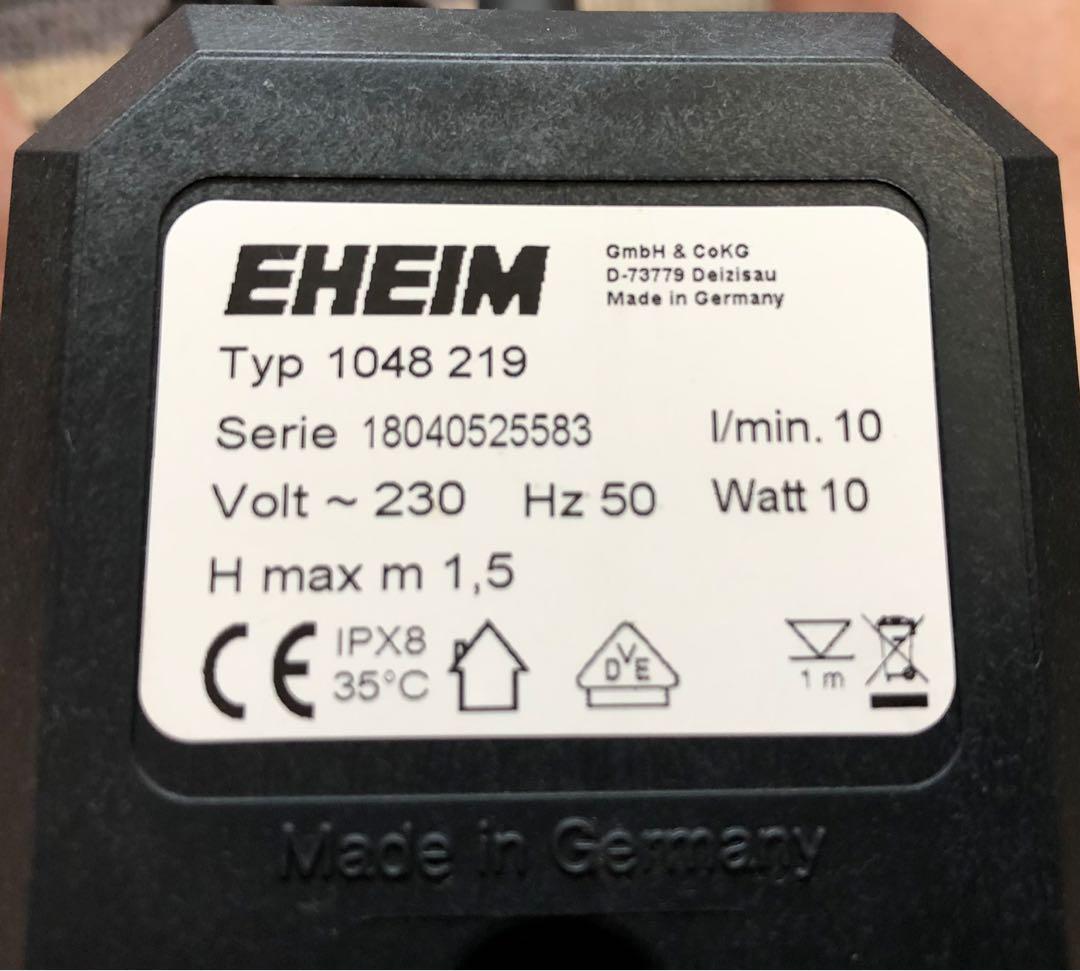 EHEIM
GmbH & CoKG
D-73779 Deizisau
Made in Germany
Typ 1048 219
Serie 18040525583 l/min. 10
Volt ~ 230 Hz 50 Watt 10
H max m 1,5
CE IPX8
35°C
DVE
1 m
Made in Germany